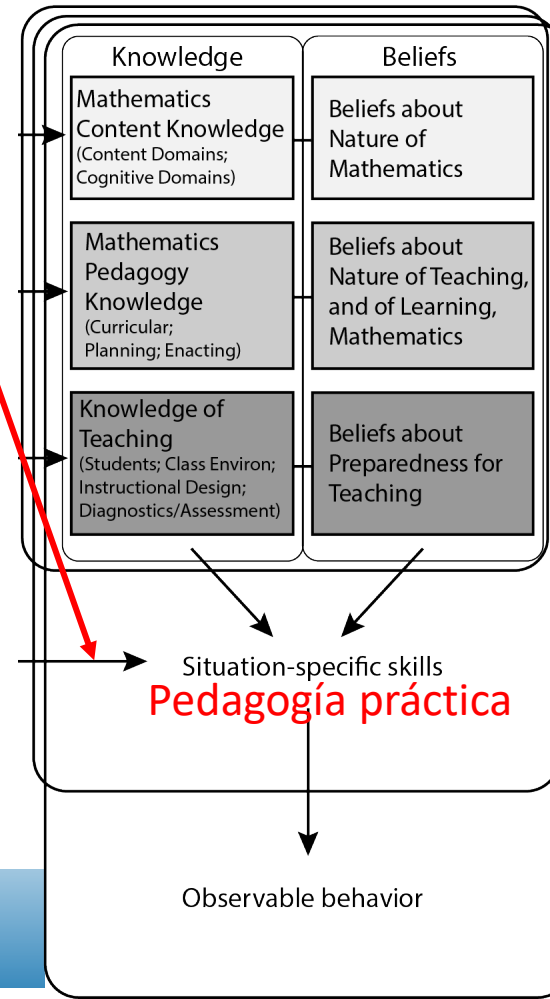 Knowledge
Beliefs
Mathematics
Content Knowledge
(Content Domains;
Cognitive Domains)
Beliefs about
Nature of
Mathematics
Mathematics
Pedagogy
Knowledge
(Curricular;
Planning; Enacting)
Beliefs about
Nature of Teaching,
and of Learning,
Mathematics
Knowledge of
Teaching
(Students; Class Environ;
Instructional Design;
Diagnostics/Assessment)
Beliefs about
Preparedness for
Teaching
Situation-specific skills
Pedagogía práctica
Observable behavior